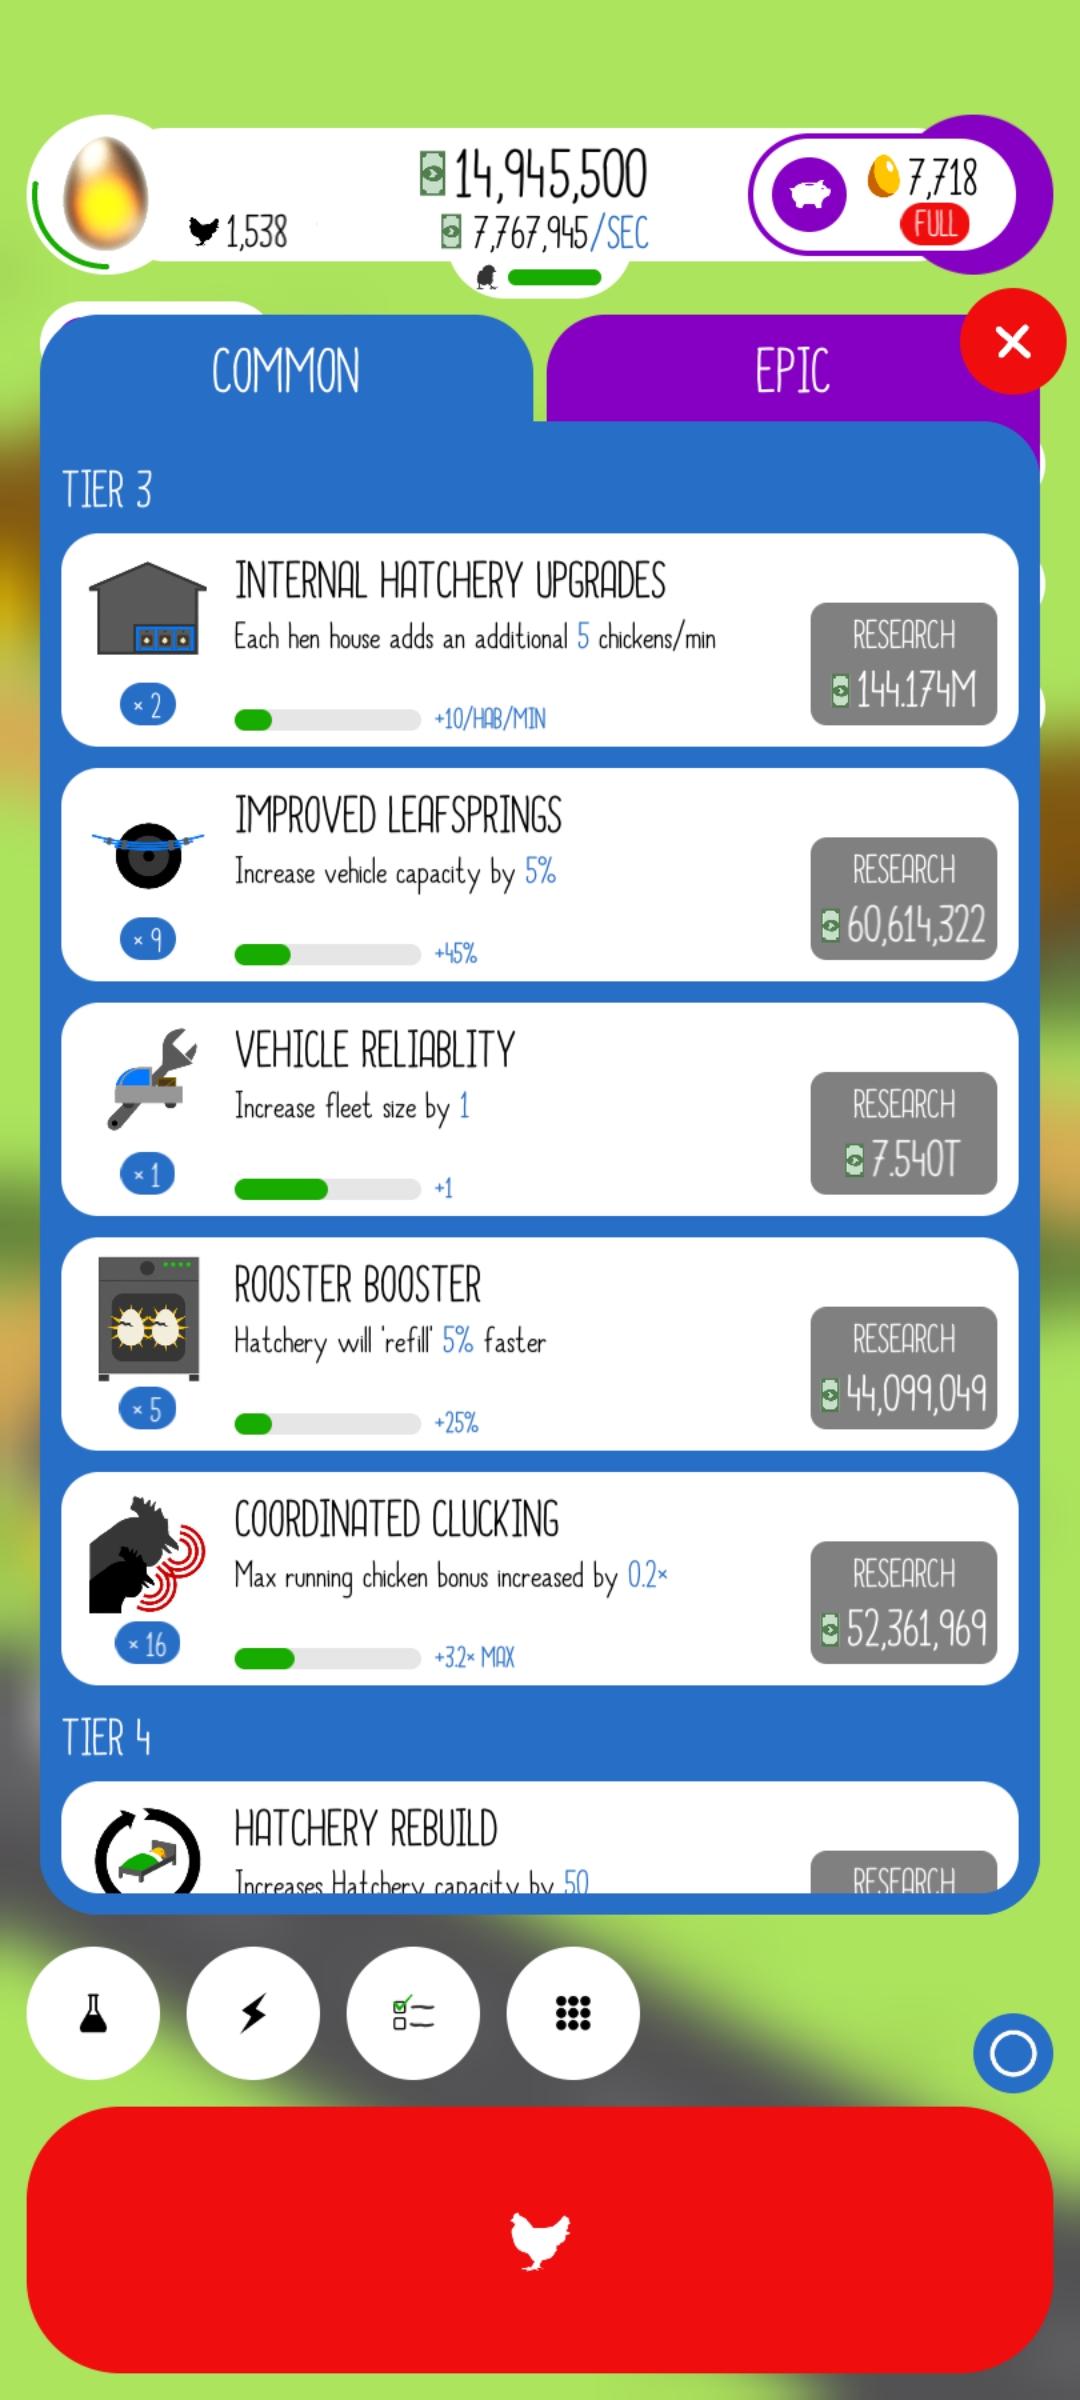 14,945,500
7,718
1,538
7,767,945/SEC
FULL
COMMON
EPIC
TIER 3
INTERNAL HATCHERY UPGRADES
Each hen house adds an additional 5 chickens/min
RESEARCH
144.174M
× 2
+10/HAB/MIN
IMPROVED LEAFSPRINGS
Increase vehicle capacity by 5%
RESEARCH
60,614,322
× 9
+45%
VEHICLE RELIABLITY
Increase fleet size by 1
RESEARCH
7.540T
× 1
+1
ROOSTER BOOSTER
Hatchery will 'refill' 5% faster
RESEARCH
44,099,049
× 5
+25%
COORDINATED CLUCKING
Max running chicken bonus increased by 0.2×
RESEARCH
52,361,969
× 16
+3.2× MAX
TIER 4
HATCHERY REBUILD
Increases Hatchery capacity by 50
RESEARCH